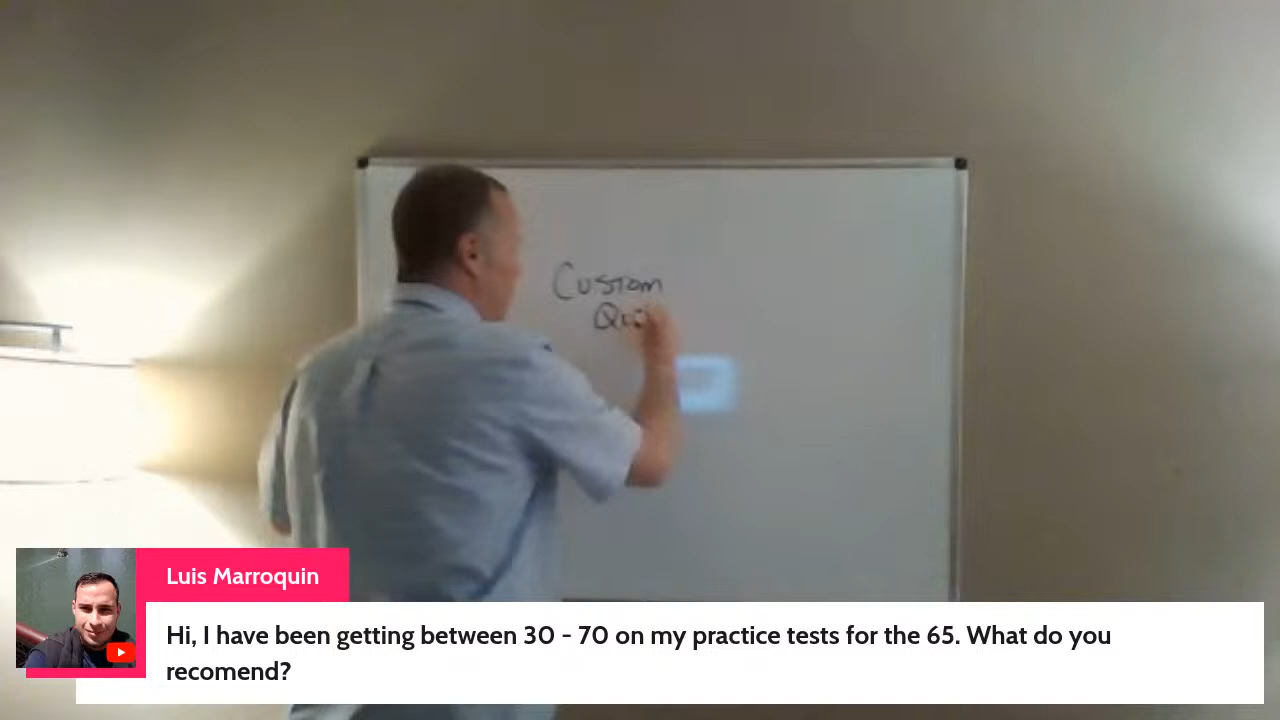 Custom
Luis Marroquin
Hi, I have been getting between 30 - 70 on my practice tests for the 65. What do you
recomend?